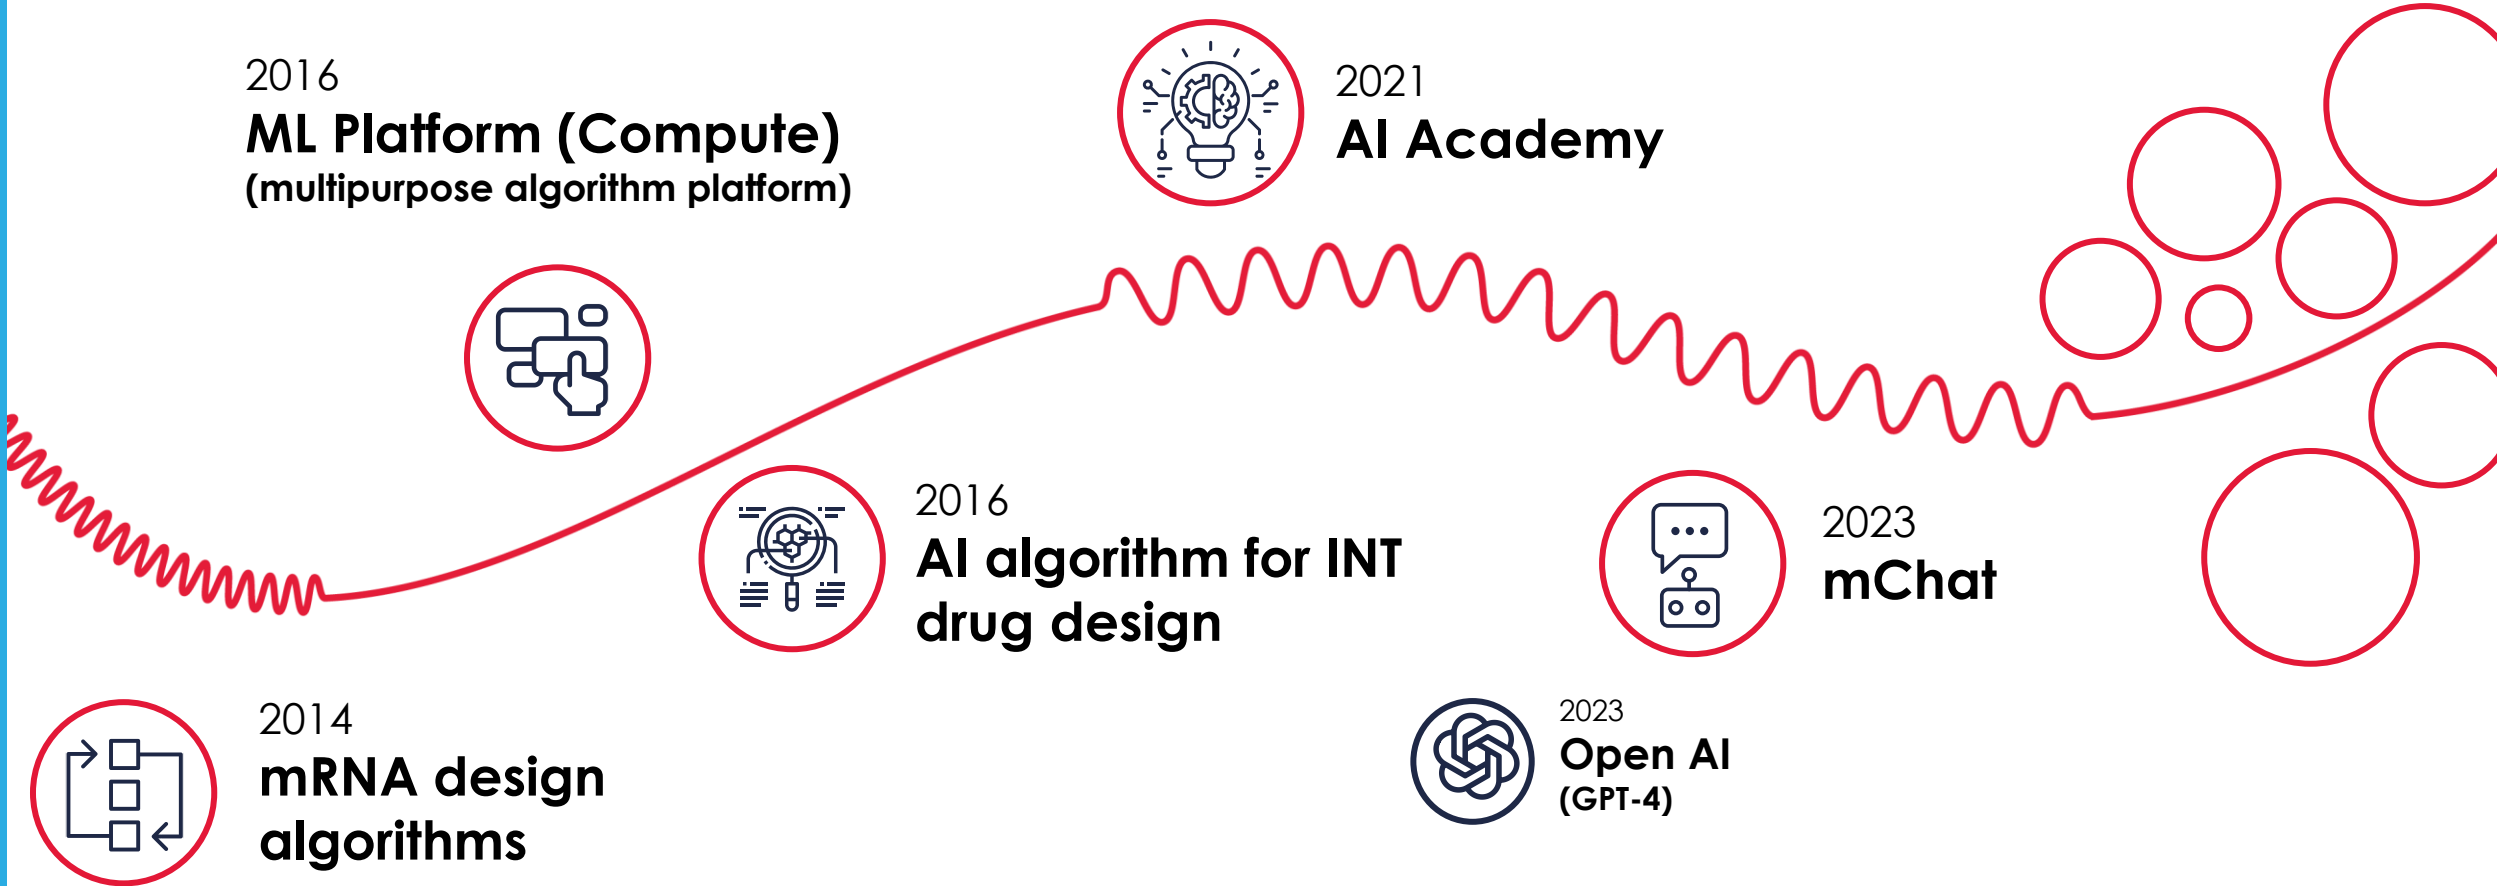 2016
ML Platform (Compute)
(multipurpose algorithm platform)
2021
AI Academy
2016
AI algorithm for INT
drug design
2023
mChat
2014
mRNA design
algorithms
2023
Open AI
(GPT-4)